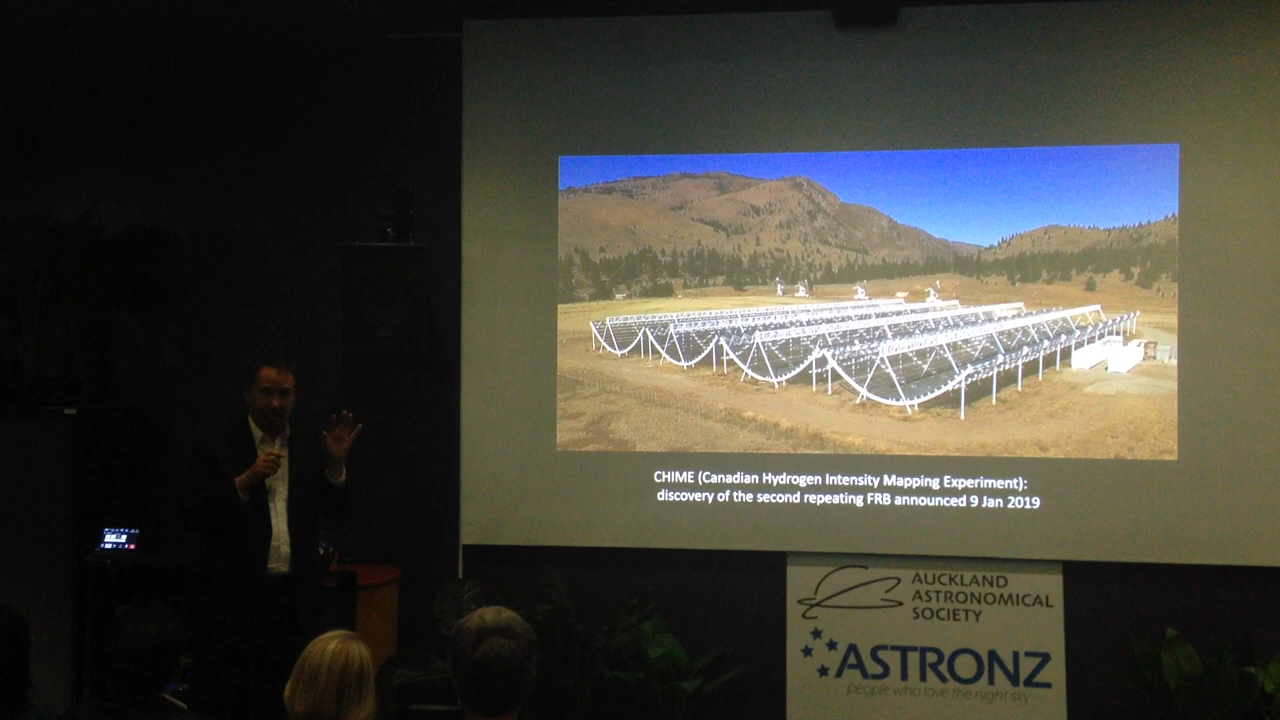 CHIME (Canadian Hydrogen Intensity Mapping Experiment):
discovery of the second repeating FRB announced 9 Jan 2019
AUCKLAND
ASTRONOMICAL
SOCIETY
ASTRONZ
people who love the night sky